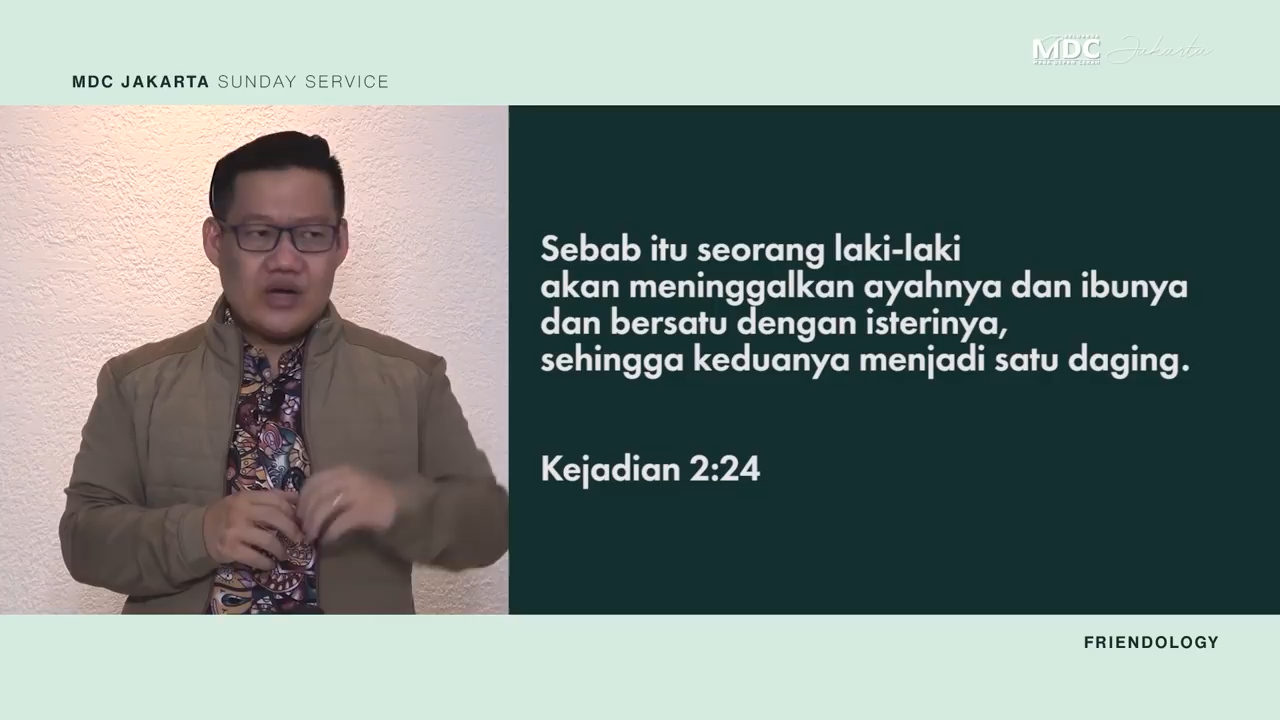 MDC Jakarta
MDC JAKARTA SUNDAY SERVICE
Sebab itu seorang laki-laki
akan meninggalkan ayahnya dan ibunya
dan bersatu dengan isterinya,
sehingga keduanya menjadi satu daging.
Kejadian 2:24
FRIENDOLOGY